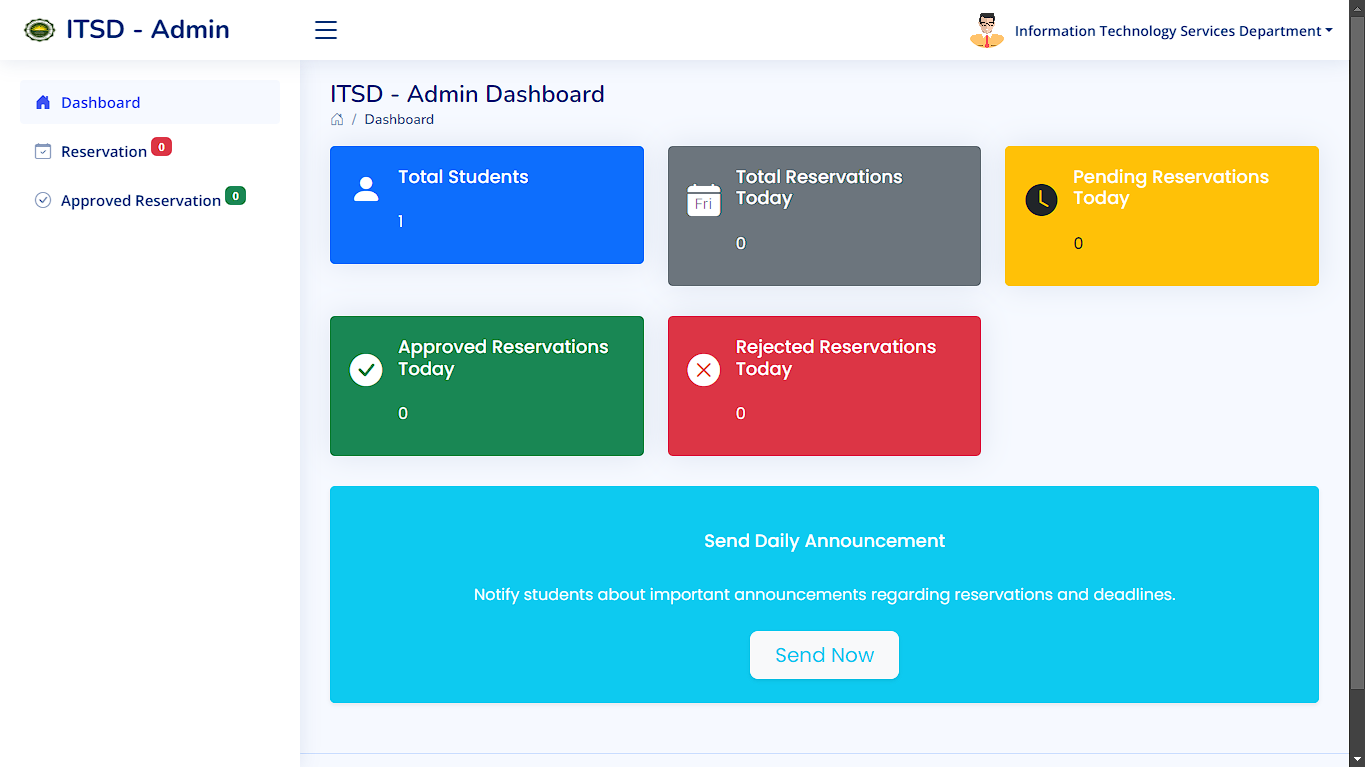 ITSD - Admin
Information Technology Services Department
Dashboard
Reservation 0
Approved Reservation 0
ITSD - Admin Dashboard
/ Dashboard
Total Students
1
Total Reservations
Today
Fri
0
Pending Reservations
Today
0
Approved Reservations
Today
0
Rejected Reservations
Today
0
Send Daily Announcement
Notify students about important announcements regarding reservations and deadlines.
Send Now